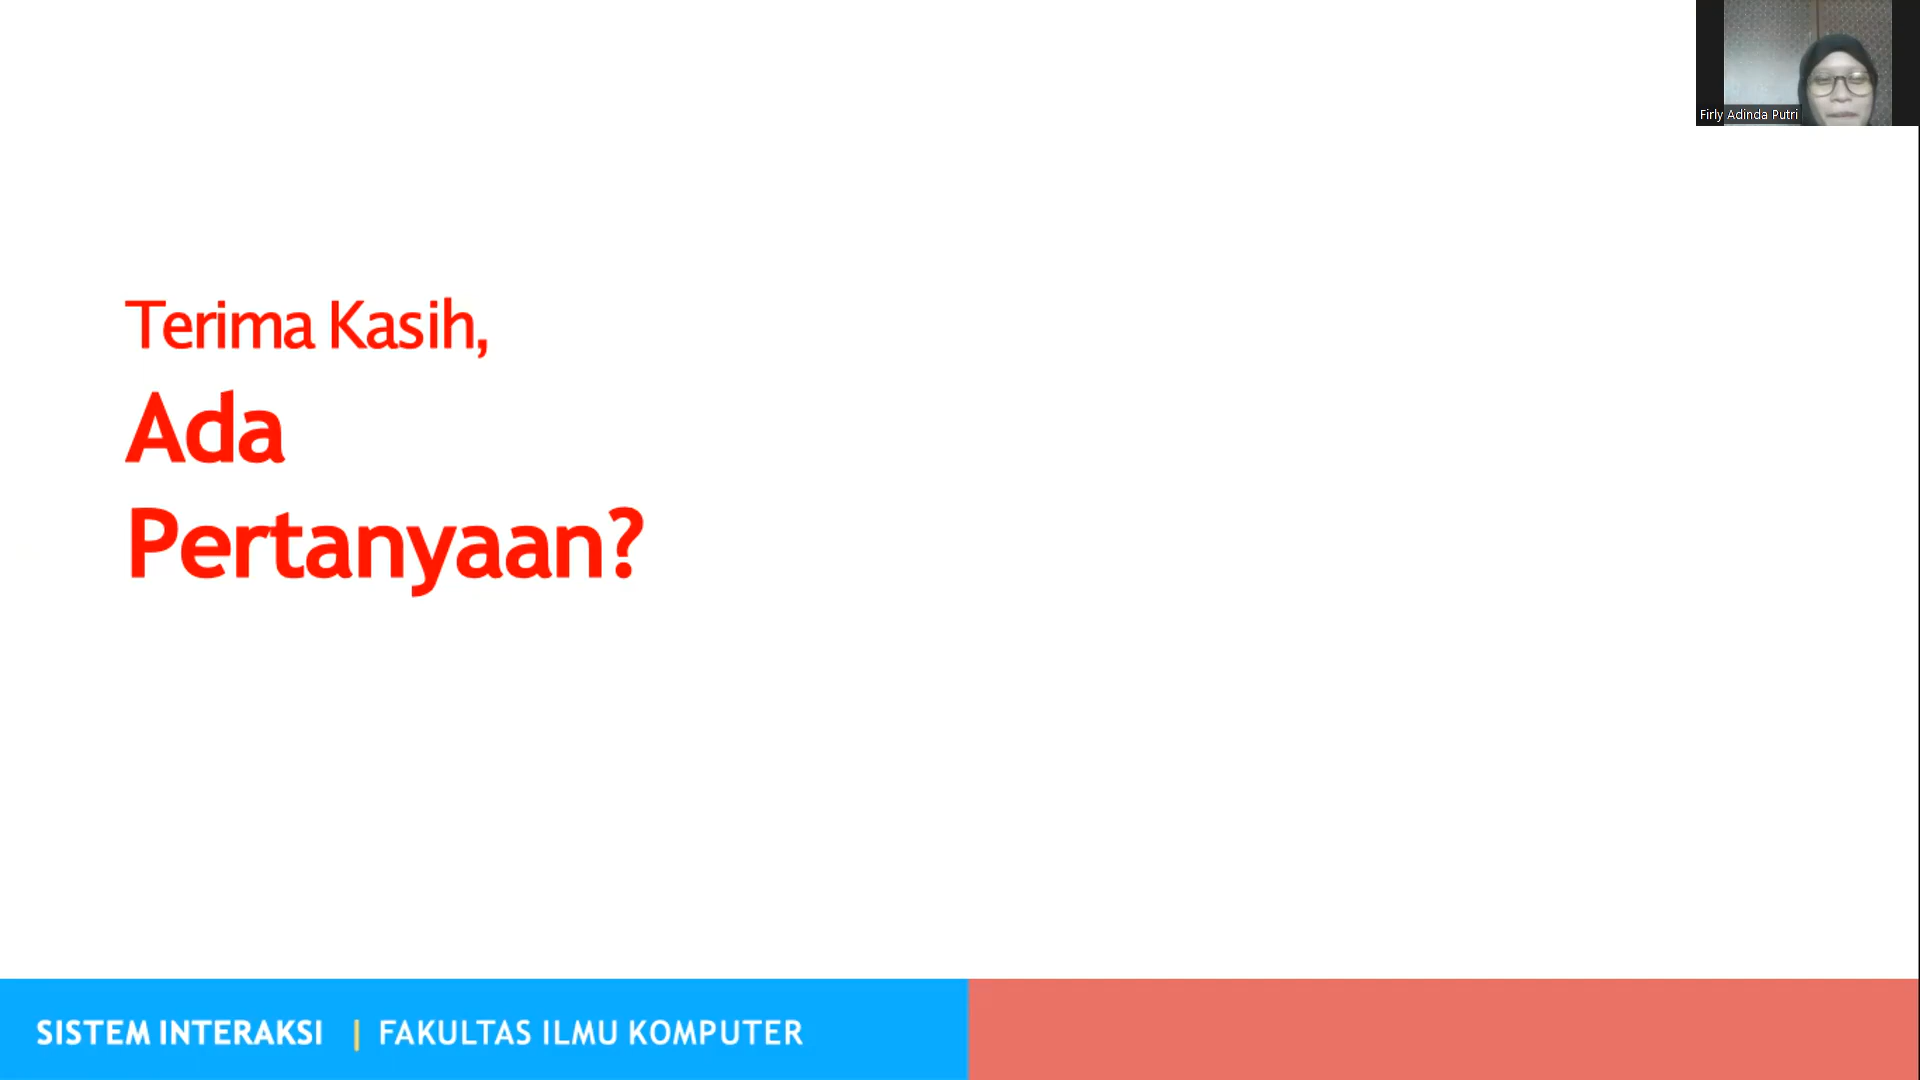 Firly Adinda Putri
Terima Kasih,
Ada
Pertanyaan?
SISTEM INTERAKSI | FAKULTAS ILMU KOMPUTER